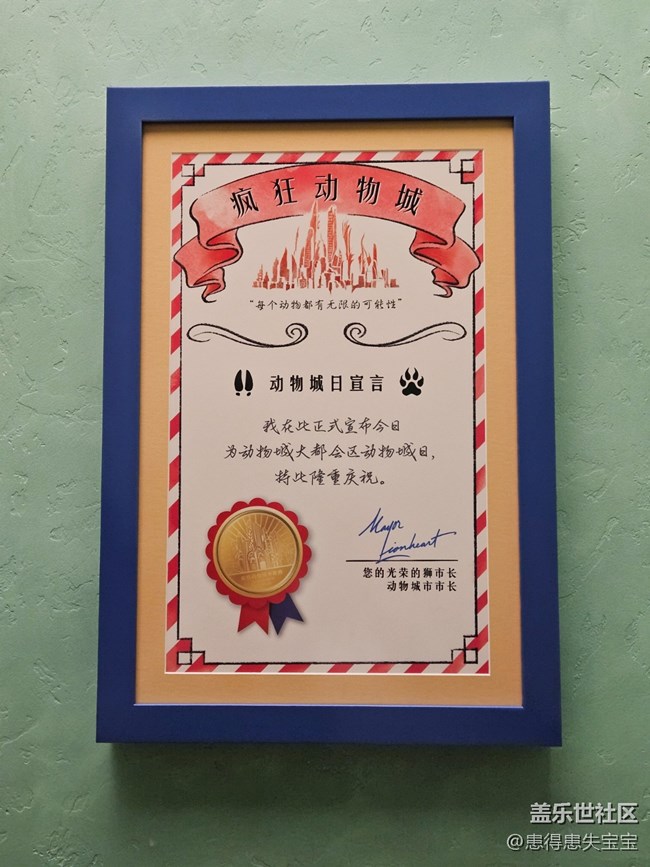 疯狂动物城
“每个动物都有无限的可能性”
动物城日宣言
我在此正式宣布今日
为动物城大都会区动物城日，
特此隆重庆祝。
Mayor
Lionheart
您的光荣的狮市长
动物城市市长
盖乐世社区
@患得患失宝宝